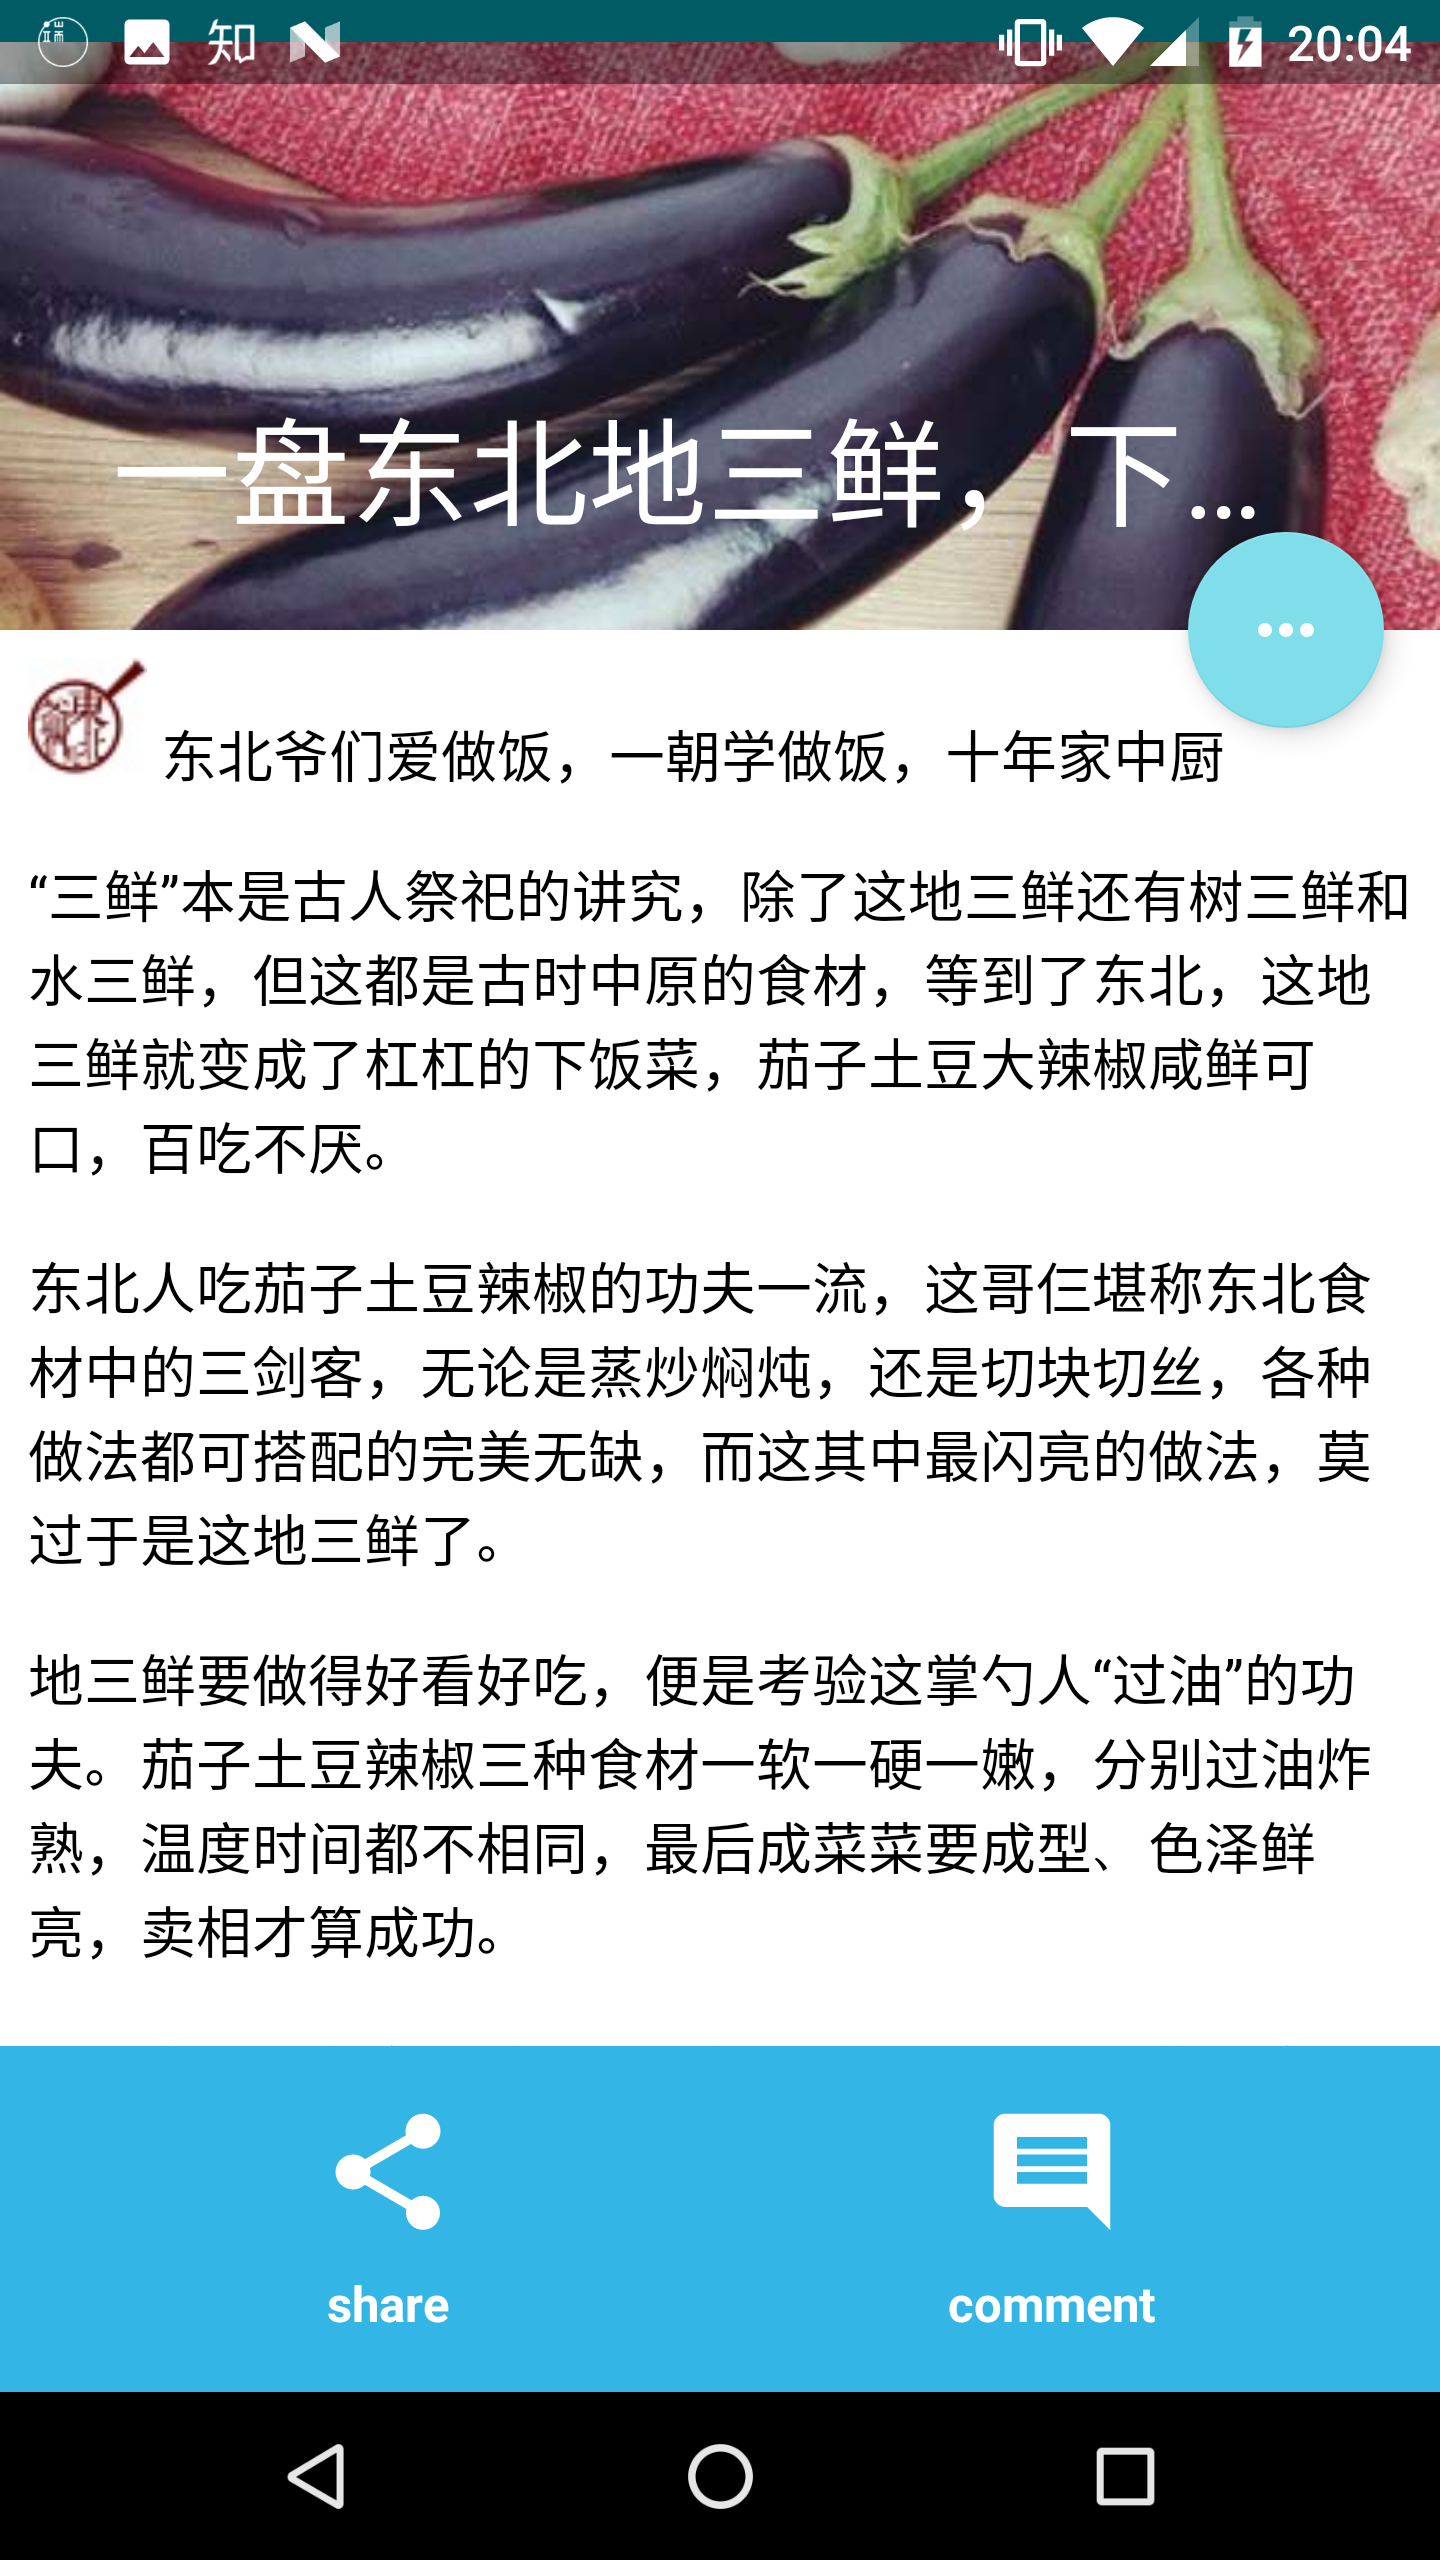 知
20:04
一盘东北地三鲜，下...
东北爷们爱做饭，一朝学做饭，十年家中厨
“三鲜”本是古人祭祀的讲究，除了这地三鲜还有树三鲜和
水三鲜，但这都是古时中原的食材，等到了东北，这地
三鲜就变成了杠杠的下饭菜，茄子土豆大辣椒咸鲜可
口，百吃不厌。
东北人吃茄子土豆辣椒的功夫一流，这哥仨堪称东北食
材中的三剑客，无论是蒸炒焖炖，还是切块切丝，各种
做法都可搭配的完美无缺，而这其中最闪亮的做法，莫
过于是这地三鲜了。
地三鲜要做得好看好吃，便是考验这掌勺人“过油”的功
夫。茄子土豆辣椒三种食材一软一硬一嫩，分别过油炸
熟，温度时间都不相同，最后成菜菜要成型、色泽鲜
亮，卖相才算成功。
share
comment